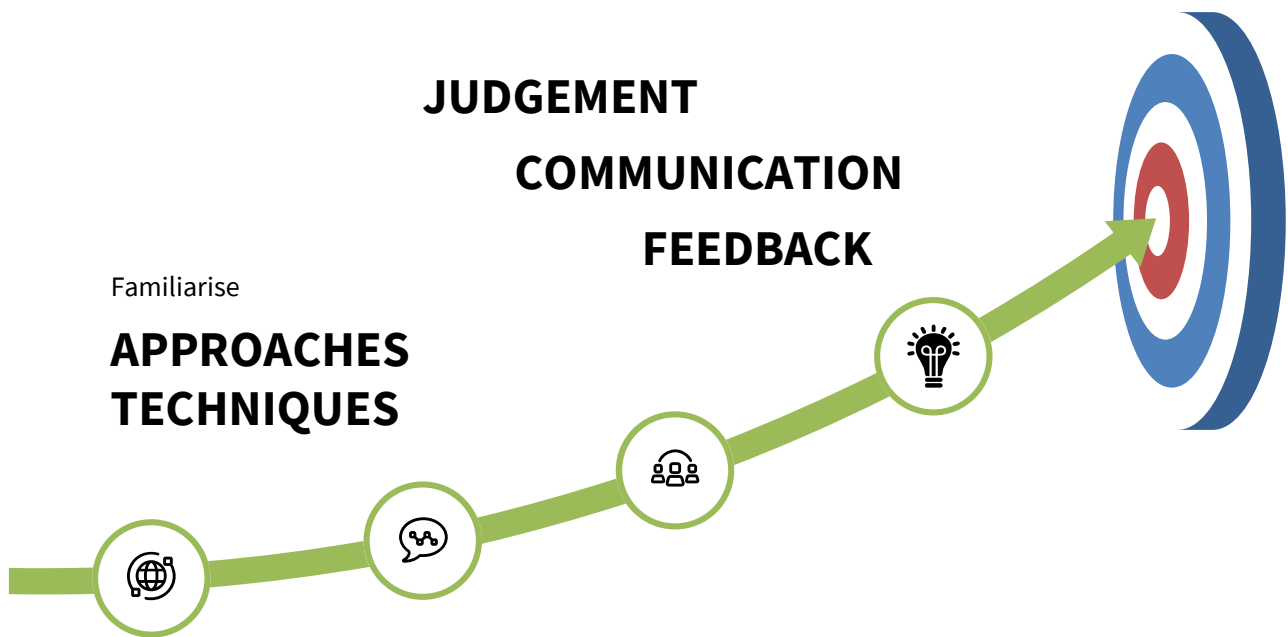 JUDGEMENT
COMMUNICATION
FEEDBACK
Familiarise
APPROACHES
TECHNIQUES